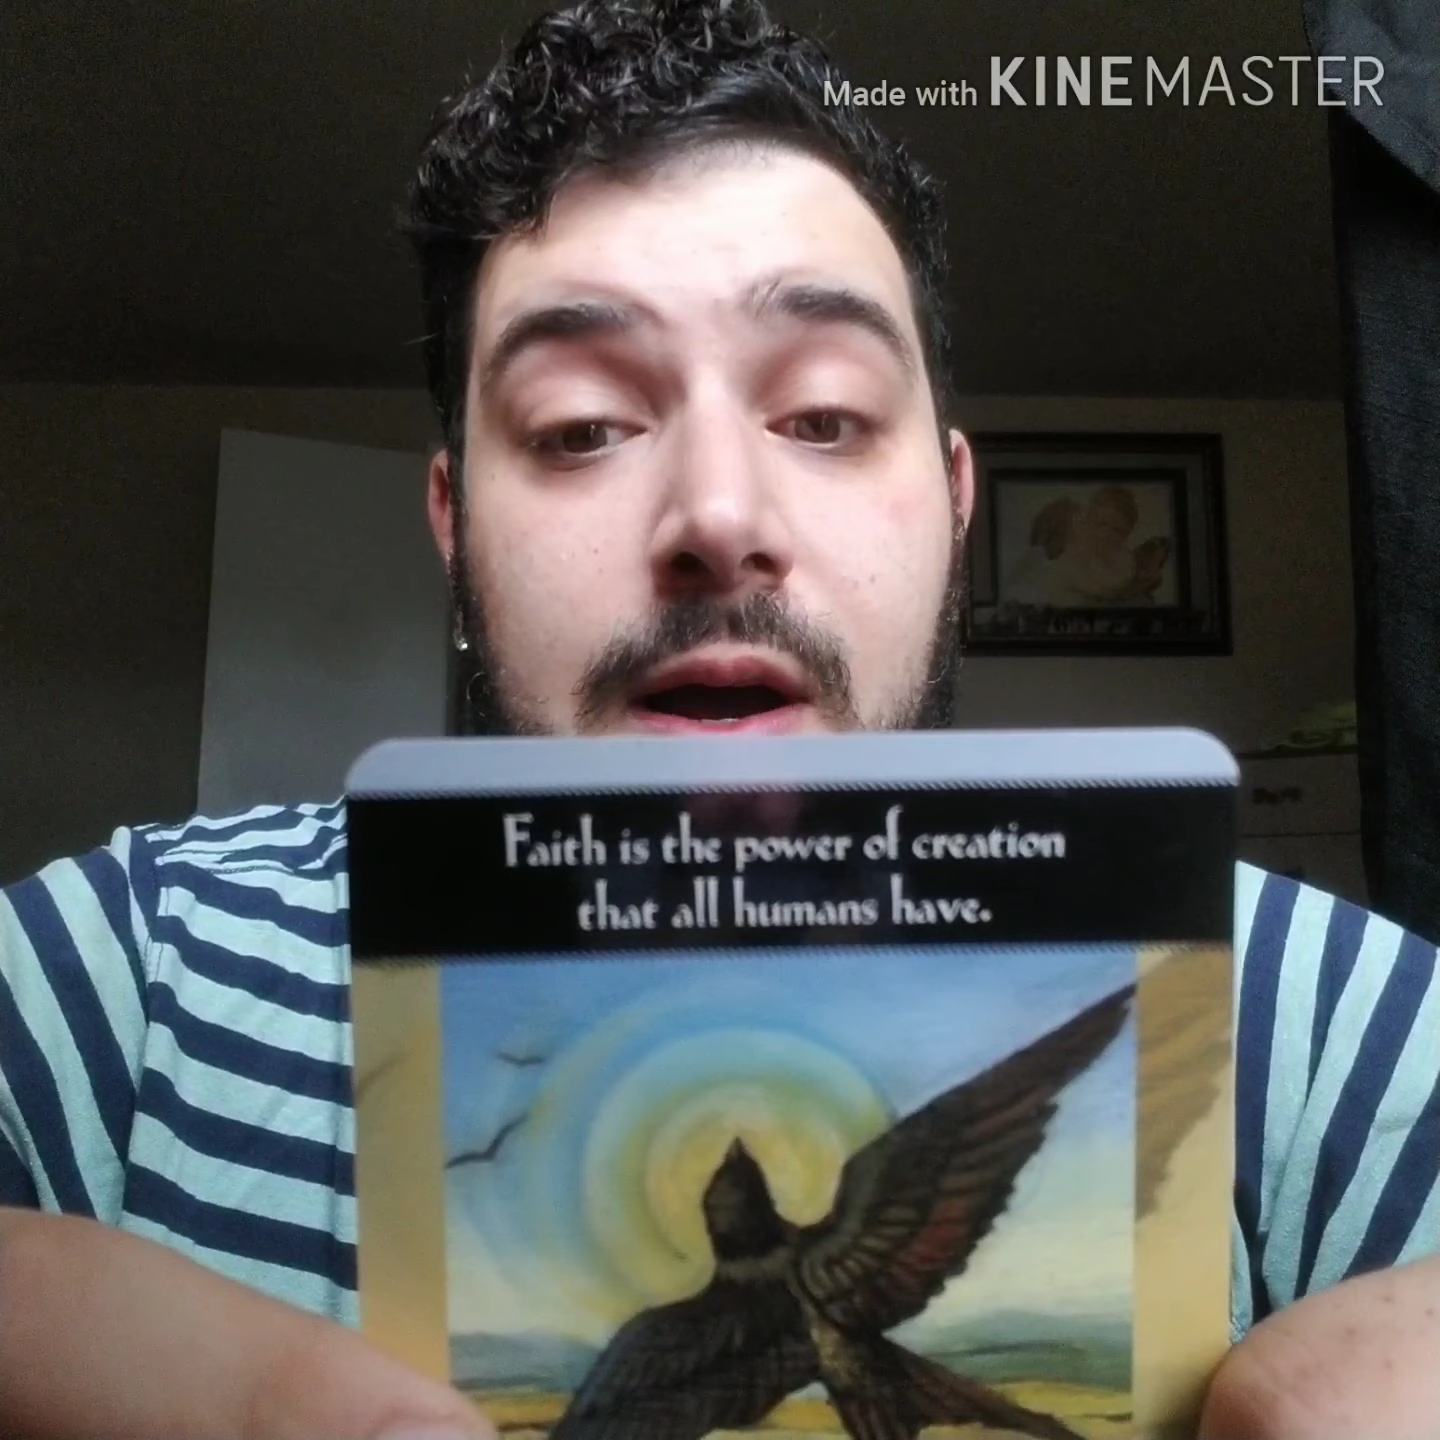 Made with KINEMASTER
Faith is the power of creation
that all humans have.